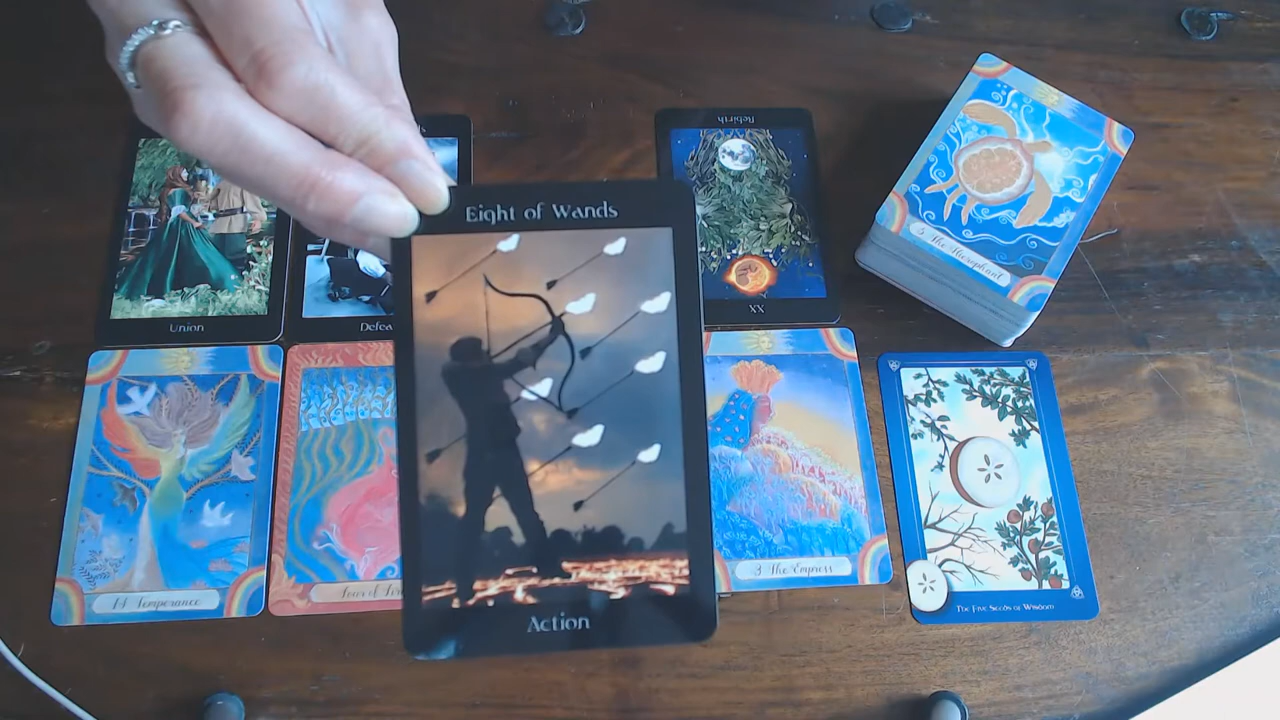 Rebirth
XX
Eight of Wands
5 The Hierophant
Union
Action
14 Temperance
3 The Empress
The Five Seeds of Wisdom